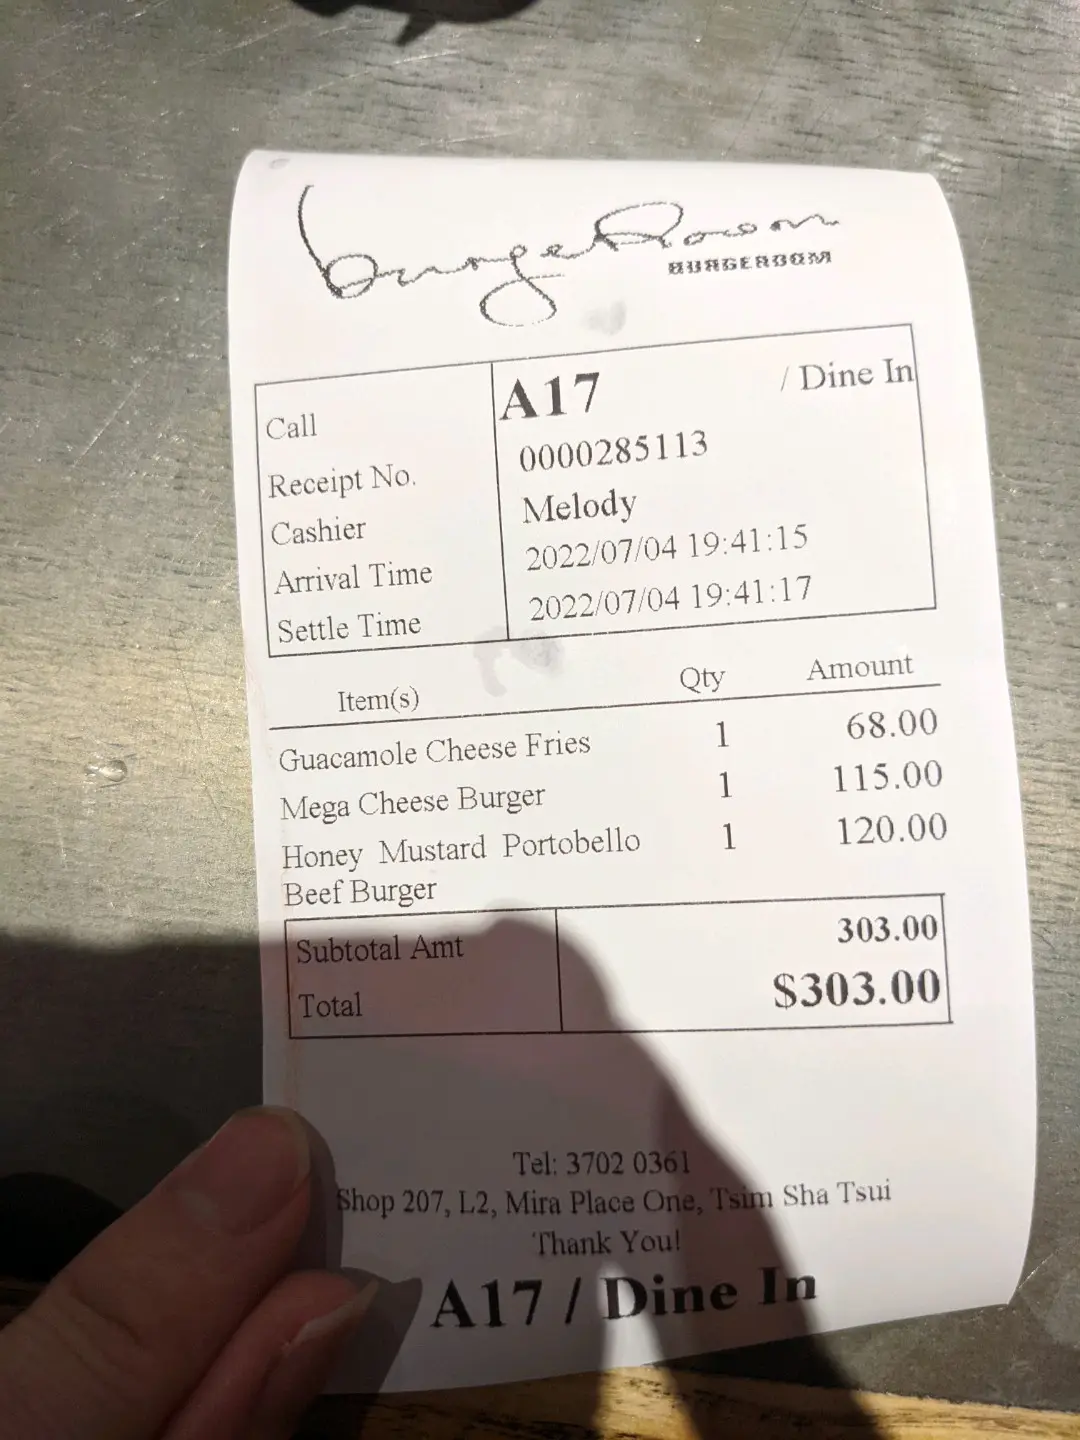 burgeRoom
BURGEROOM
Call A17 / Dine In
Receipt No. 0000285113
Cashier Melody
Arrival Time 2022/07/04 19:41:15
Settle Time 2022/07/04 19:41:17
Item(s) Qty Amount
Guacamole Cheese Fries 1 68.00
Mega Cheese Burger 1 115.00
Honey Mustard Portobello 1 120.00
Beef Burger
Subtotal Amt 303.00
Total $303.00
Tel: 3702 0361
Shop 207, L2, Mira Place One, Tsim Sha Tsui
Thank You!
A17 / Dine In